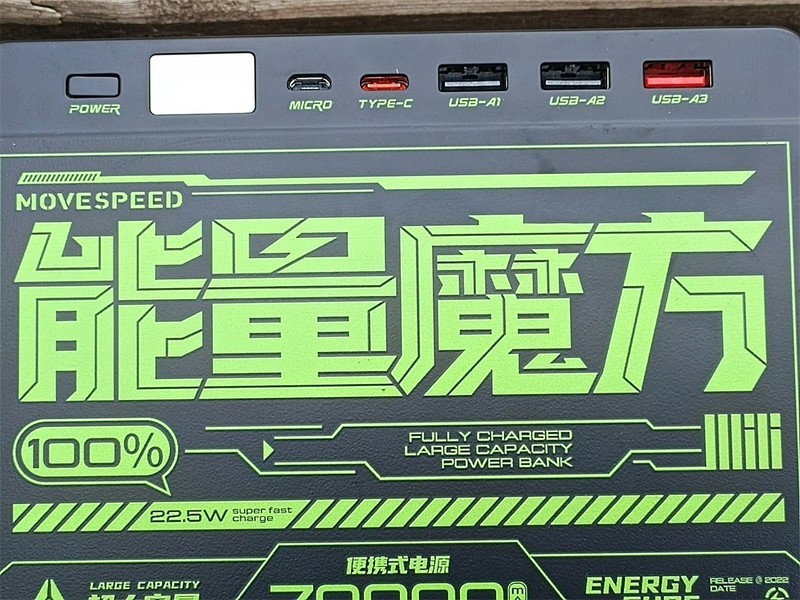 POWER
MICRO
TYPE-C
USB-A1
USB-A2
USB-A3
MOVESPEED
能量魔方
100%
FULLY CHARGED
LARGE CAPACITY
POWER BANK
22.5W super fast
charge
便携式电源
LARGE CAPACITY
ENERGY
RELEASE @ 2022
DATE